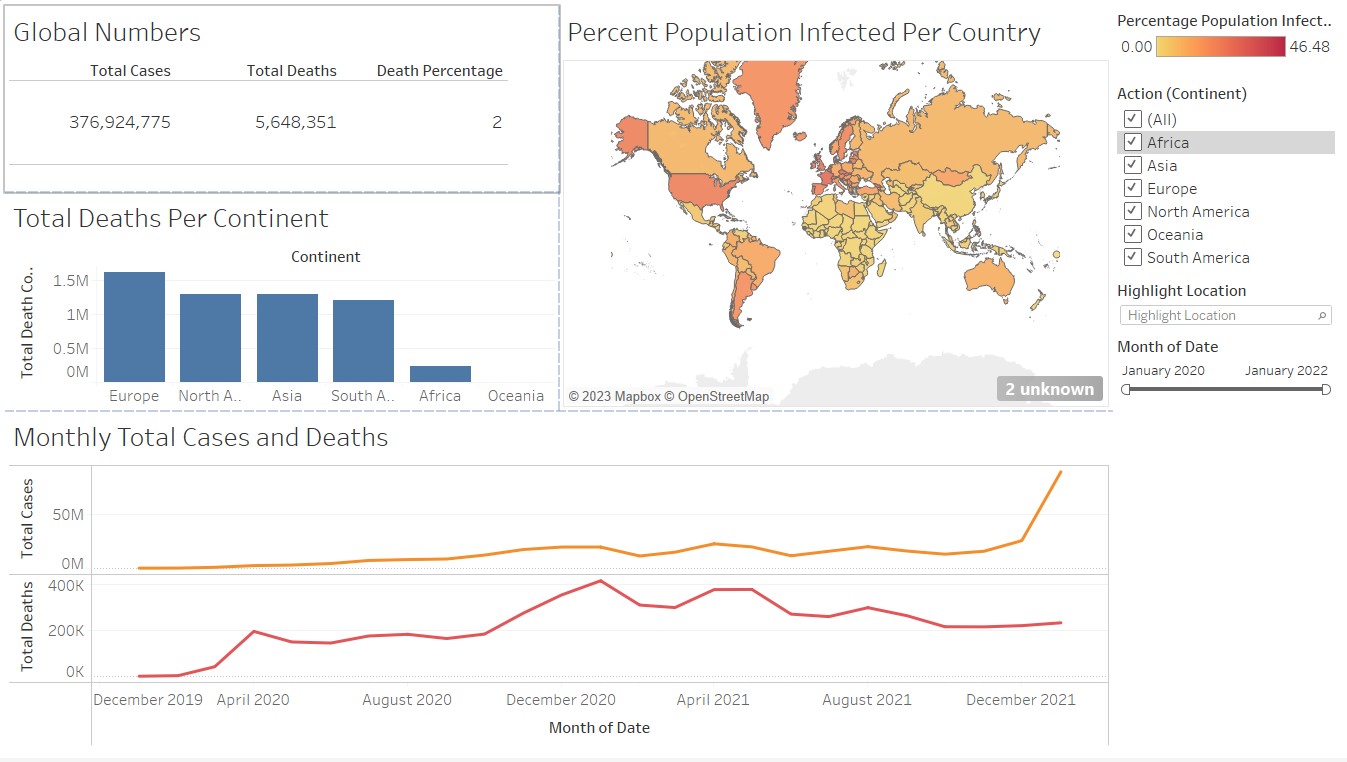 Global Numbers
Total Cases
Total Deaths
Death Percentage
376,924,775
5,648,351
2
Total Deaths Per Continent
Continent
Total Death Co..
1.5M
1M
0.5M
0M
Europe
North A..
Asia
South A..
Africa
Oceania
Percent Population Infected Per Country
© 2023 Mapbox © OpenStreetMap
2 unknown
Percentage Population Infect..
0.00
46.48
Action (Continent)
(All)
Africa
Asia
Europe
North America
Oceania
South America
Highlight Location
Highlight Location
Month of Date
January 2020
January 2022
Monthly Total Cases and Deaths
Total Cases
50M
0M
Total Deaths
400K
200K
0K
December 2019
April 2020
August 2020
December 2020
April 2021
August 2021
December 2021
Month of Date